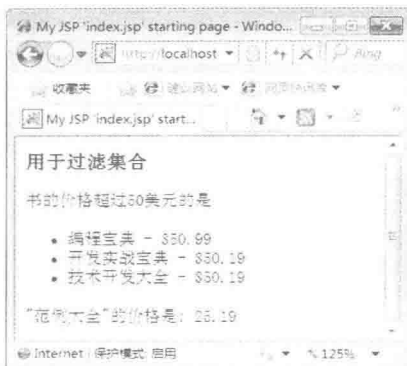 My JSP 'index.jsp' starting page - Windo...
http://localhost
Bing
收藏夹
My JSP 'index.jsp' start...
用于过滤集合
书的价格超过50美元的是
编程宝典 - $50.99
开发实战宝典 - $50.19
技术开发大全 - $50.19
"范例大全"的价格是: 25.19
Internet | 保护模式: 启用
125%